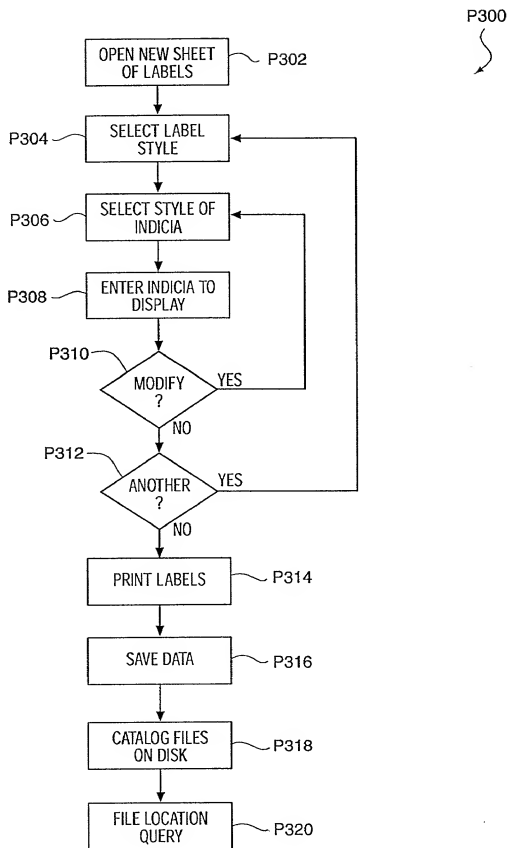 P300
OPEN NEW SHEET
OF LABELS
P302
P304
SELECT LABEL
STYLE
P306
SELECT STYLE OF
INDICIA
P308
ENTER INDICIA TO
DISPLAY
P310
MODIFY
?
YES
NO
P312
ANOTHER
?
YES
NO
PRINT LABELS
P314
SAVE DATA
P316
CATALOG FILES
ON DISK
P318
FILE LOCATION
QUERY
P320